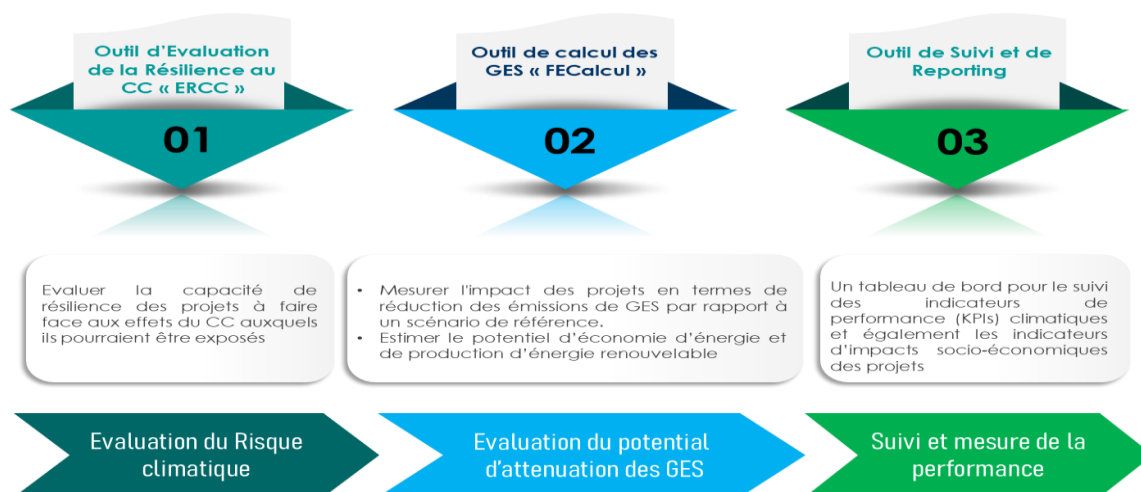 Outil d'Evaluation
de la Résilience au
CC « ERCC »
01
Evaluer la capacité de
résilience des projets à faire
face aux effets du CC auxquels
ils pourraient être exposés
Evaluation du Risque
climatique
Outil de calcul des
GES « FECalcul »
02
• Mesurer l'impact des projets en termes de
réduction des émissions de GES par rapport à
un scénario de référence.
• Estimer le potentiel d'économie d'énergie et
de production d'énergie renouvelable
Evaluation du potential
d'attenuation des GES
Outil de Suivi et de
Reporting
03
Un tableau de bord pour le suivi
des indicateurs de
performance (KPIs) climatiques
et également les indicateurs
d'impacts socio-économiques
des projets
Suivi et mesure de la
performance